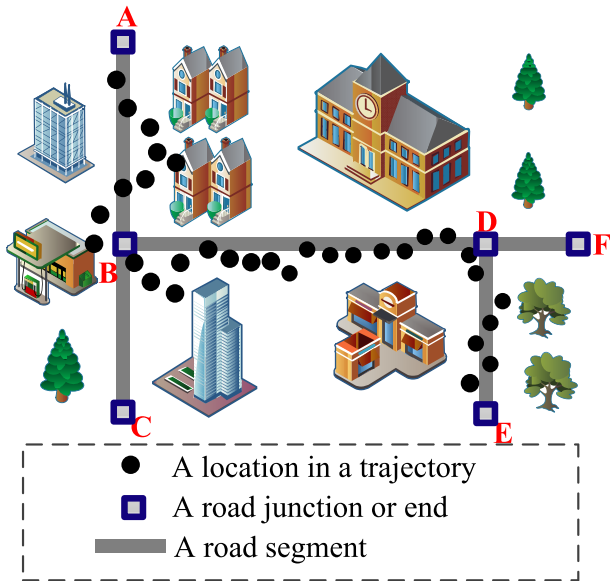 A
B
D
F
C
E
A location in a trajectory
A road junction or end
A road segment